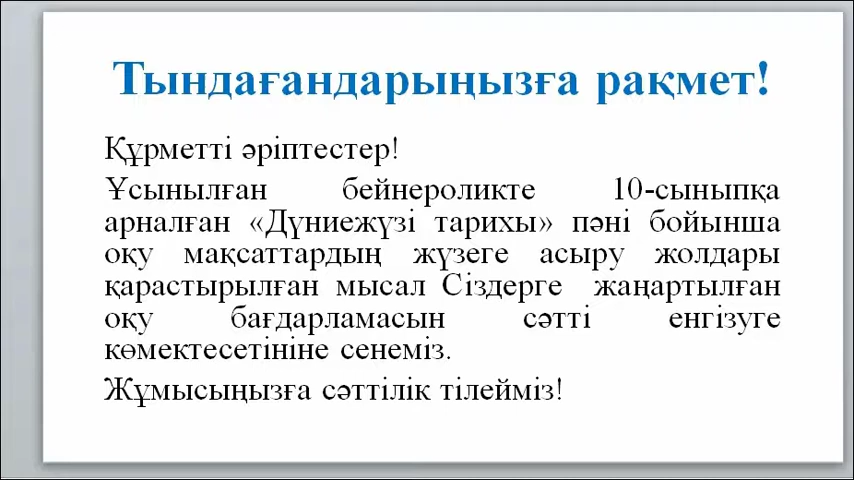 Тындағандарыңызға рақмет!
Құрметті әріптестер!
Ұсынылған бейнероликте 10-сыныпқа
арналған «Дүниежүзі тарихы» пәні бойынша
оқу мақсаттардың жүзеге асыру жолдары
қарастырылған мысал Сіздерге жаңартылған
оқу бағдарламасын сәтті енгізуге
көмектесетініне сенеміз.
Жұмысыңызға сәттілік тілейміз!